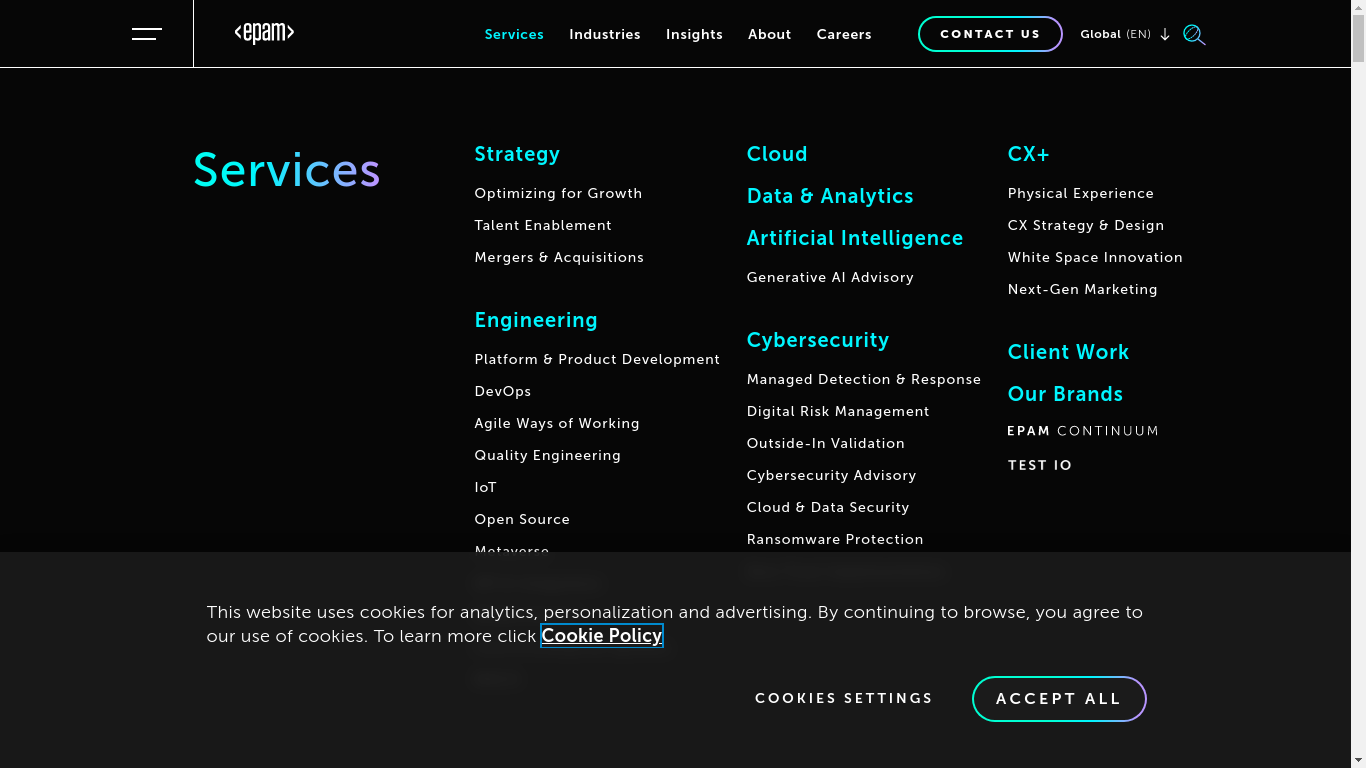 <epam>
Services
Industries
Insights
About
Careers
CONTACT US
Global (EN)
Services
Strategy
Optimizing for Growth
Talent Enablement
Mergers & Acquisitions
Engineering
Platform & Product Development
DevOps
Agile Ways of Working
Quality Engineering
IoT
Open Source
Metaverse
Cloud
Data & Analytics
Artificial Intelligence
Generative AI Advisory
Cybersecurity
Managed Detection & Response
Digital Risk Management
Outside-In Validation
Cybersecurity Advisory
Cloud & Data Security
Ransomware Protection
CX+
Physical Experience
CX Strategy & Design
White Space Innovation
Next-Gen Marketing
Client Work
Our Brands
EPAM CONTINUUM
TEST IO
This website uses cookies for analytics, personalization and advertising. By continuing to browse, you agree to
our use of cookies. To learn more click Cookie Policy
COOKIES SETTINGS
ACCEPT ALL